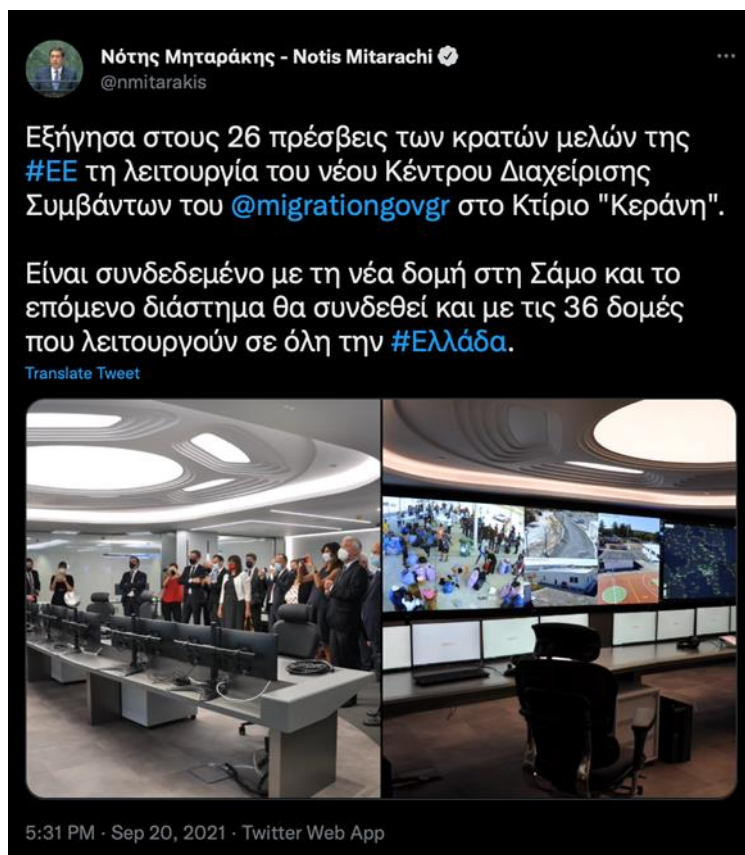 Νότης Μηταράκης - Notis Mitarachi
@nmitarakis
Εξήγησα στους 26 πρέσβεις των κρατών μελών της
#ΕΕ τη λειτουργία του νέου Κέντρου Διαχείρισης
Συμβάντων του @migrationgovgr στο Κτίριο "Κεράνη".
Είναι συνδεδεμένο με τη νέα δομή στη Σάμο και το
επόμενο διάστημα θα συνδεθεί και με τις 36 δομές
που λειτουργούν σε όλη την #Ελλάδα.
Translate Tweet
5:31 PM · Sep 20, 2021 · Twitter Web App